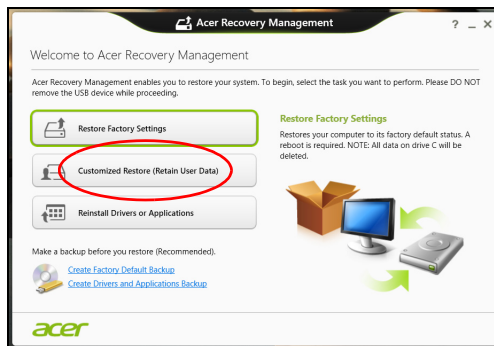 Acer Recovery Management
? _ X
Welcome to Acer Recovery Management
Acer Recovery Management enables you to restore your system. To begin, select the task you want to perform. Please DO NOT
remove the USB device while proceeding.
Restore Factory Settings
Customized Restore (Retain User Data)
Reinstall Drivers or Applications
Restore Factory Settings
Restores your computer to its factory default status. A
reboot is required. NOTE: All data on drive C will be
deleted.
Make a backup before you restore (Recommended).
Create Factory Default Backup
Create Drivers and Applications Backup
acer